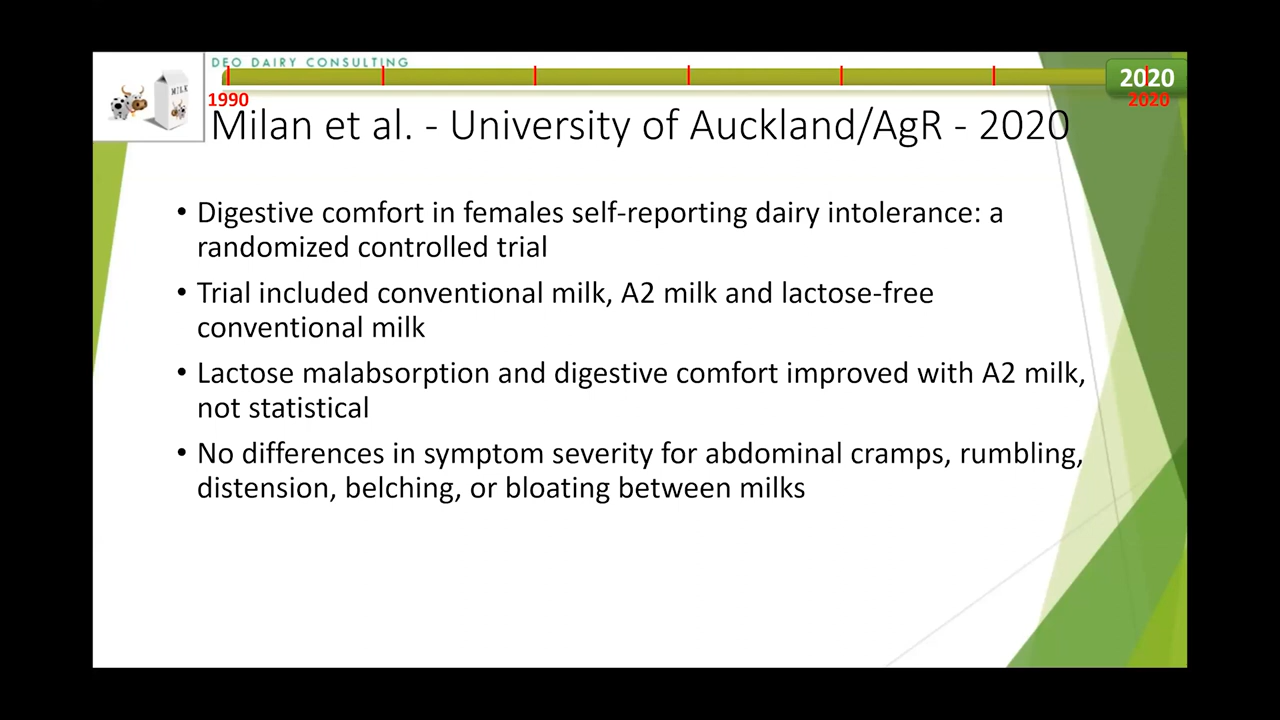 DEO DAIRY CONSULTING
MILK
2020
1990
2020
Milan et al. - University of Auckland/AgR - 2020
• Digestive comfort in females self-reporting dairy intolerance: a
randomized controlled trial
• Trial included conventional milk, A2 milk and lactose-free
conventional milk
• Lactose malabsorption and digestive comfort improved with A2 milk,
not statistical
• No differences in symptom severity for abdominal cramps, rumbling,
distension, belching, or bloating between milks